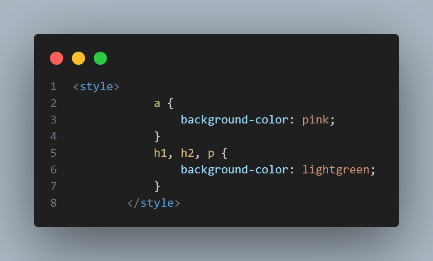 1 <style>
2 a {
3 background-color: pink;
4 }
5 h1, h2, p {
6 background-color: lightgreen;
7 }
8 </style>